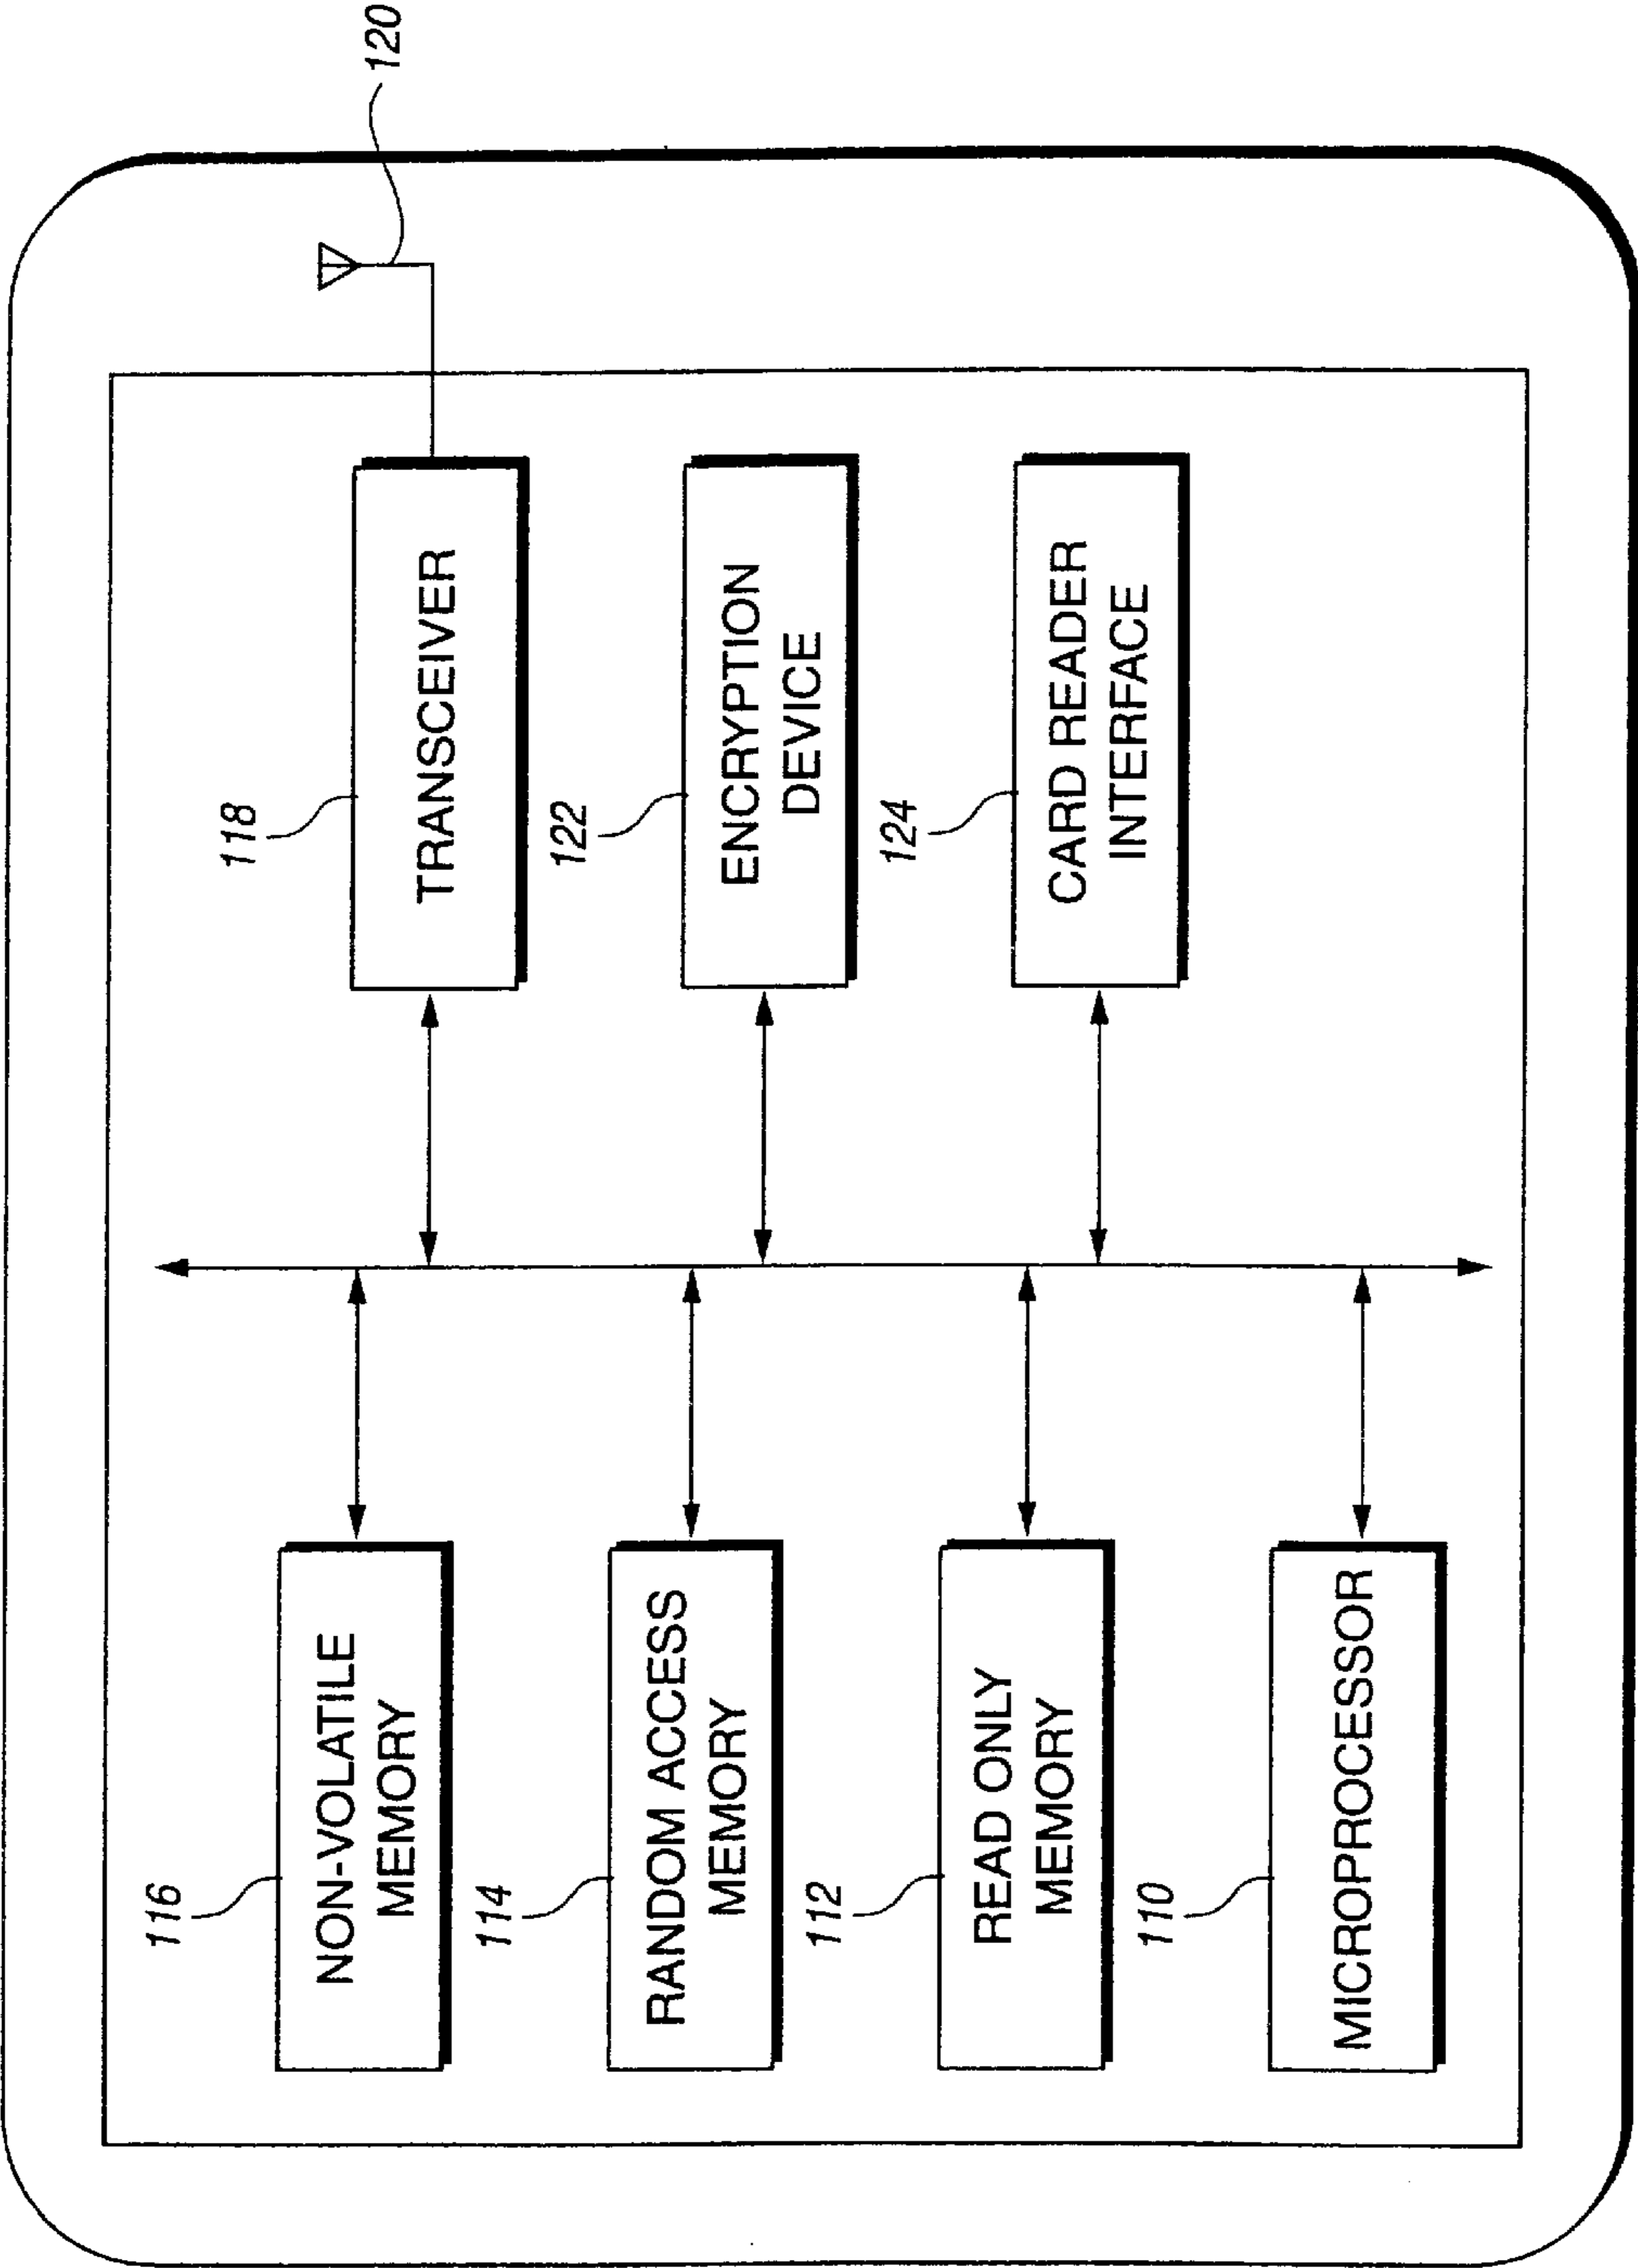 120
116
NON-VOLATILE
MEMORY
118
TRANSCEIVER
114
RANDOM ACCESS
MEMORY
122
ENCRYPTION
DEVICE
112
READ ONLY
MEMORY
124
CARD READER
INTERFACE
110
MICROPROCESSOR